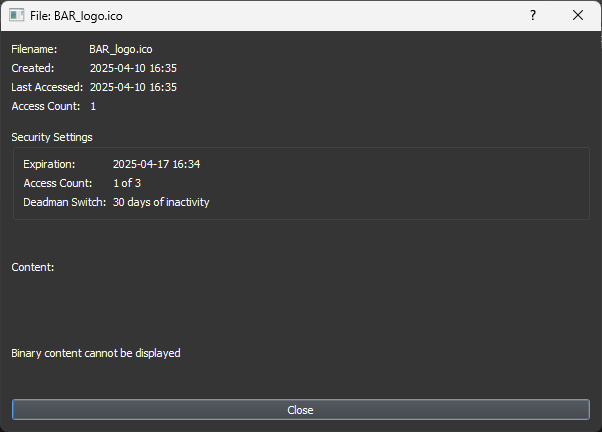 File: BAR_logo.ico
?
Filename: BAR_logo.ico
Created: 2025-04-10 16:35
Last Accessed: 2025-04-10 16:35
Access Count: 1
Security Settings
Expiration: 2025-04-17 16:34
Access Count: 1 of 3
Deadman Switch: 30 days of inactivity
Content:
Binary content cannot be displayed
Close